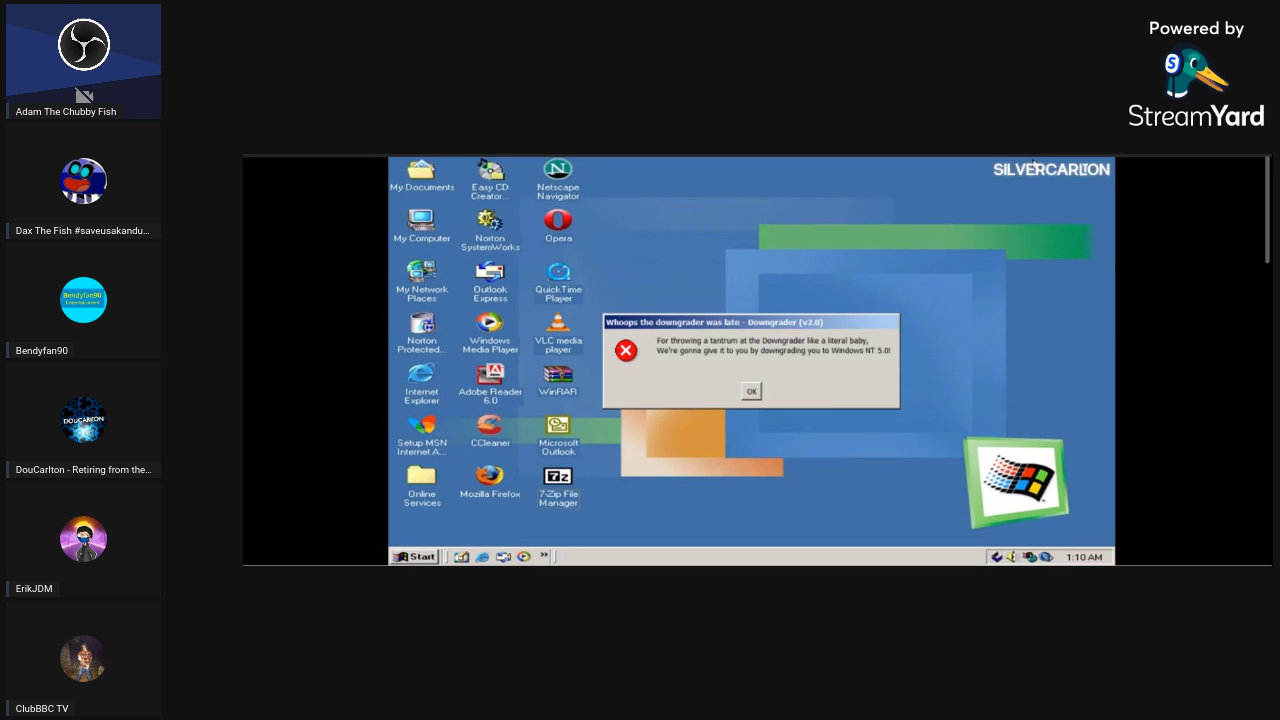 Adam The Chubby Fish
Dax The Fish #saveusakandu...
Bendyfan90
Entertainment
Bendyfan90
DOUCARLTON
DouCarlton - Retiring from the...
ErikJDM
ClubBBC TV
Powered by
S
StreamYard
SILVERCARLTON
My Documents
Easy CD
Creator...
N
Netscape
Navigator
My Computer
Norton
SystemWorks
Opera
My Network
Places
Outlook
Express
QuickTime
Player
Norton
Protected...
Windows
Media Player
VLC media
player
Internet
Explorer
Adobe Reader
6.0
WinRAR
Setup MSN
Internet A...
CCleaner
Microsoft
Outlook
Online
Services
Mozilla Firefox
7z
7-Zip File
Manager
Whoops the downgrader was late - Downgrader (v2.0)
For throwing a tantrum at the Downgrader like a literal baby,
We're gonna give it to you by downgrading you to Windows NT 5.0!
OK
Start
1:10 AM